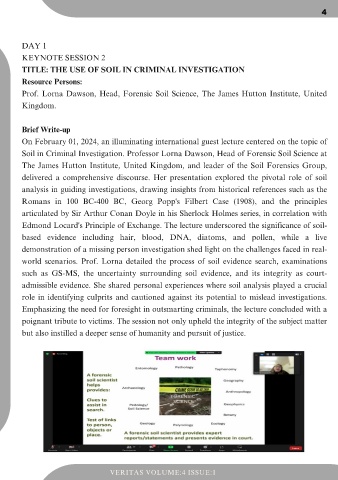 4
DAY 1
KEYNOTE SESSION 2
TITLE: THE USE OF SOIL IN CRIMINAL INVESTIGATION
Resource Persons:
Prof. Lorna Dawson, Head, Forensic Soil Science, The James Hutton Institute, United
Kingdom.
Brief Write-up
On February 01, 2024, an illuminating international guest lecture centered on the topic of
Soil in Criminal Investigation. Professor Lorna Dawson, Head of Forensic Soil Science at
The James Hutton Institute, United Kingdom, and leader of the Soil Forensics Group,
delivered a comprehensive discourse. Her presentation explored the pivotal role of soil
analysis in guiding investigations, drawing insights from historical references such as the
Romans in 100 BC-400 BC, Georg Popp's Filbert Case (1908), and the principles
articulated by Sir Arthur Conan Doyle in his Sherlock Holmes series, in correlation with
Edmond Locard's Principle of Exchange. The lecture underscored the significance of soil-
based evidence including hair, blood, DNA, diatoms, and pollen, while a live
demonstration of a missing person investigation shed light on the challenges faced in real-
world scenarios. Prof. Lorna detailed the process of soil evidence search, examinations
such as GS-MS, the uncertainty surrounding soil evidence, and its integrity as court-
admissible evidence. She shared personal experiences where soil analysis played a crucial
role in identifying culprits and cautioned against its potential to mislead investigations.
Emphasizing the need for foresight in outsmarting criminals, the lecture concluded with a
poignant tribute to victims. The session not only upheld the integrity of the subject matter
but also instilled a deeper sense of humanity and pursuit of justice.
Team work
A forensic
soil scientist
helps
provides:
Clues to
assist in
search.
Test of links
to person,
objects or
place.
Entomology
Pathology
Taphonomy
Archaeology
Geography
Anthropology
Pedology/
Soil Science
FORENSIC
SCIENCE
Geophysics
Botany
Geology
Palynology
Ecology
A forensic soil scientist provides expert
reports/statements and presents evidence in court.
VERITAS VOLUME:4 ISSUE:1